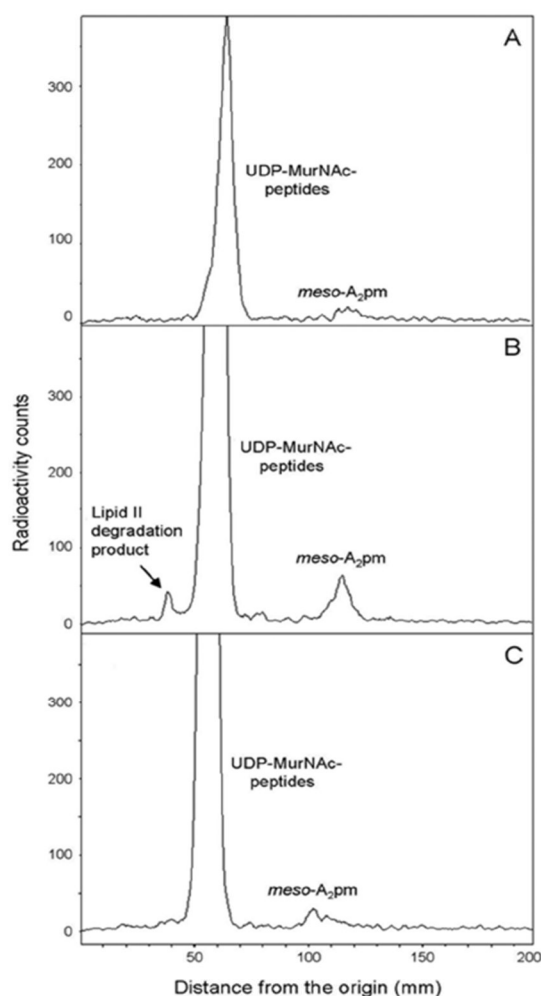 A
300
200
100
0
UDP-MurNAc-
peptides
meso-A₂pm
B
300
200
100
0
UDP-MurNAc-
peptides
Lipid II
degradation
product
meso-A₂pm
C
300
200
100
0
UDP-MurNAc-
peptides
meso-A₂pm
Radioactivity counts
50
100
150
200
Distance from the origin (mm)